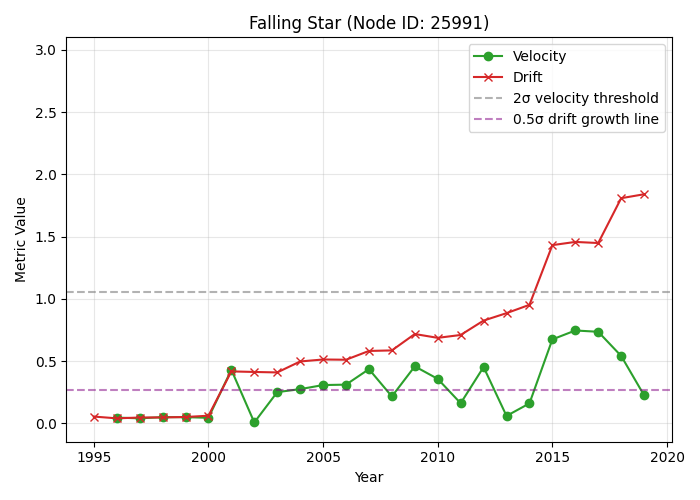 Falling Star (Node ID: 25991)
Metric Value
3.0
2.5
2.0
1.5
1.0
0.5
0.0
Velocity
Drift
2σ velocity threshold
0.5σ drift growth line
1995 2000 2005 2010 2015 2020
Year